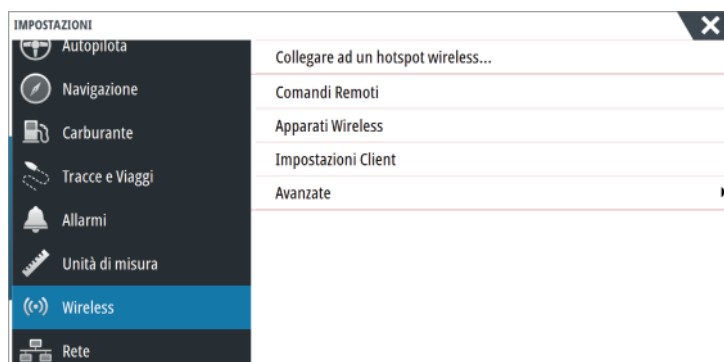 IMPOSTAZIONI
Autopilota
Navigazione
Carburante
Tracce e Viaggi
Allarmi
Unità di misura
Wireless
Rete
Collegare ad un hotspot wireless...
Comandi Remoti
Apparati Wireless
Impostazioni Client
Avanzate